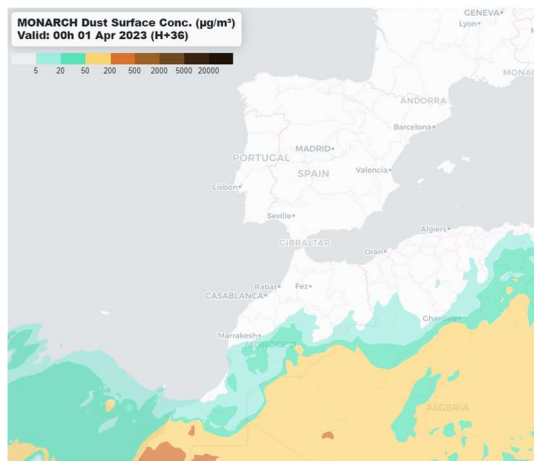 MONARCH Dust Surface Conc. (µg/m³)
Valid: 00h 01 Apr 2023 (H+36)
5 20 50 200 500 2000 5000 20000
GENEVA
Lyon
MONAC
ANDORRA
Barcelona
MADRID
PORTUGAL
SPAIN
Valencia
Lisbon
Seville
GIBRALTAR
Algiers
Oran
Rabat
Fez
CASABLANCA
Ghardaia
Marrakesh
MOROCCO
ALGERIA